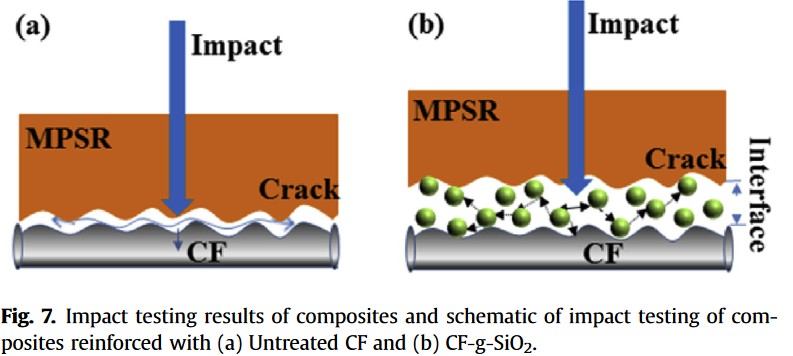 (a)
Impact
MPSR
Crack
CF
(b)
Impact
MPSR
Crack
Interface
CF
Fig. 7. Impact testing results of composites and schematic of impact testing of com-
posites reinforced with (a) Untreated CF and (b) CF-g-SiO₂.